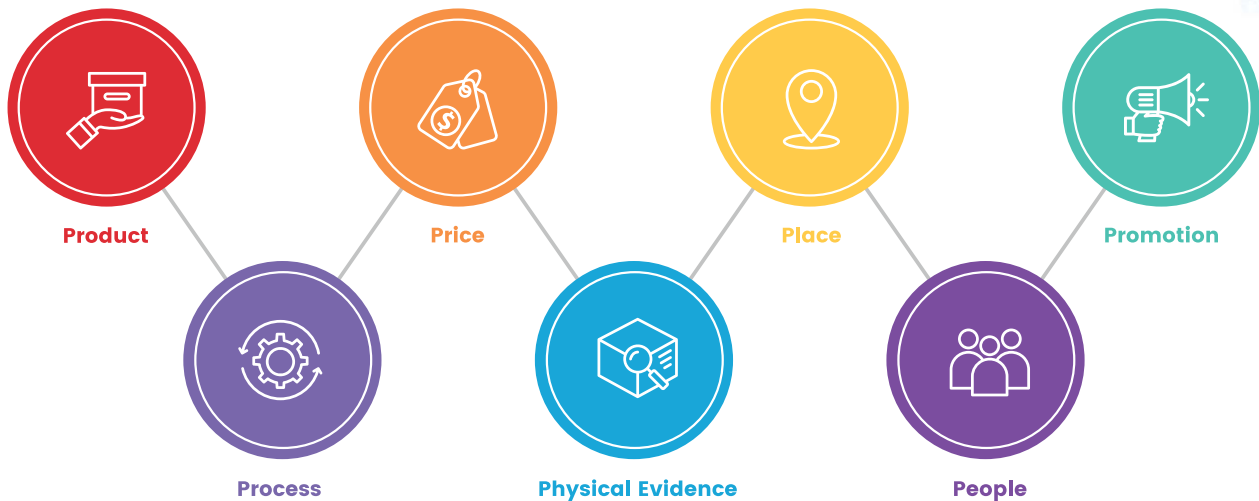 Product
Price
Place
Promotion
$
Process
Physical Evidence
People